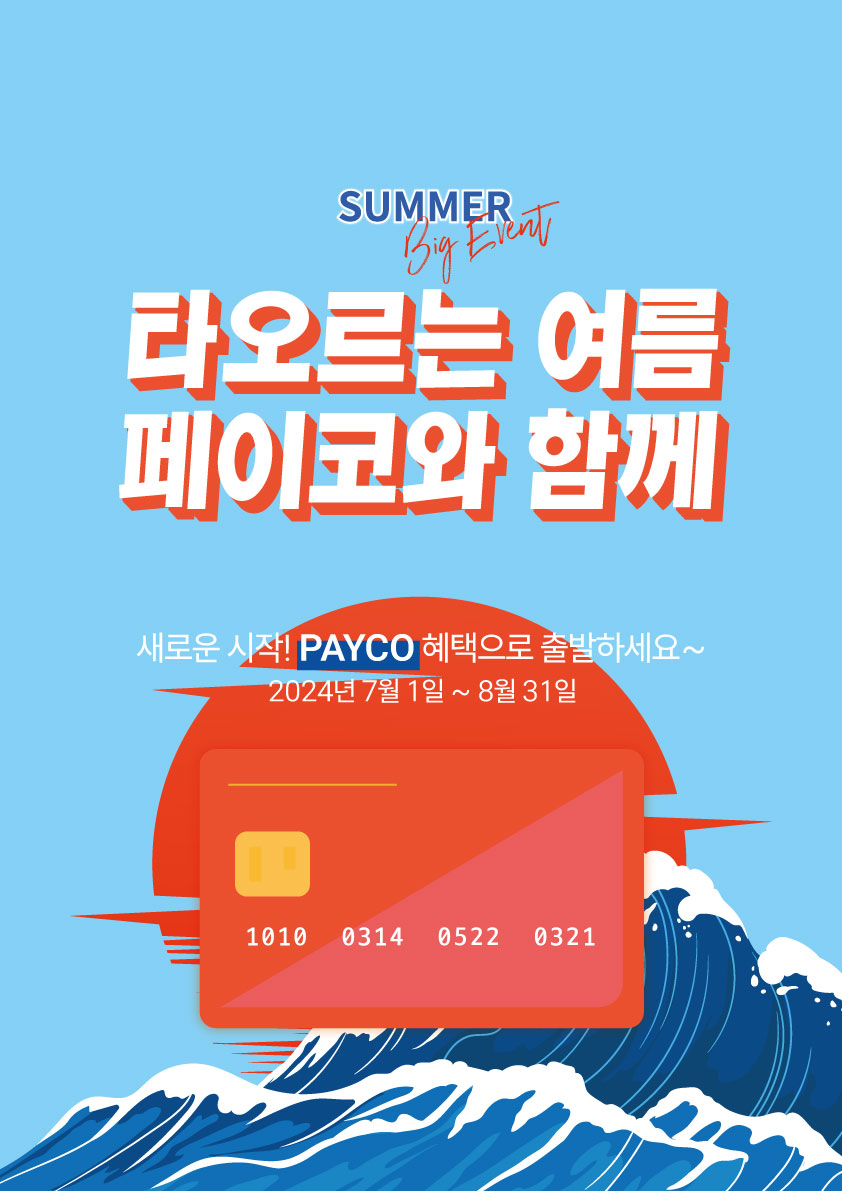 SUMMER
Big Event
타오르는 여름
페이코와 함께
새로운 시작! PAYCO 혜택으로 출발하세요~
2024년 7월 1일 ~ 8월 31일
1010 0314 0522 0321